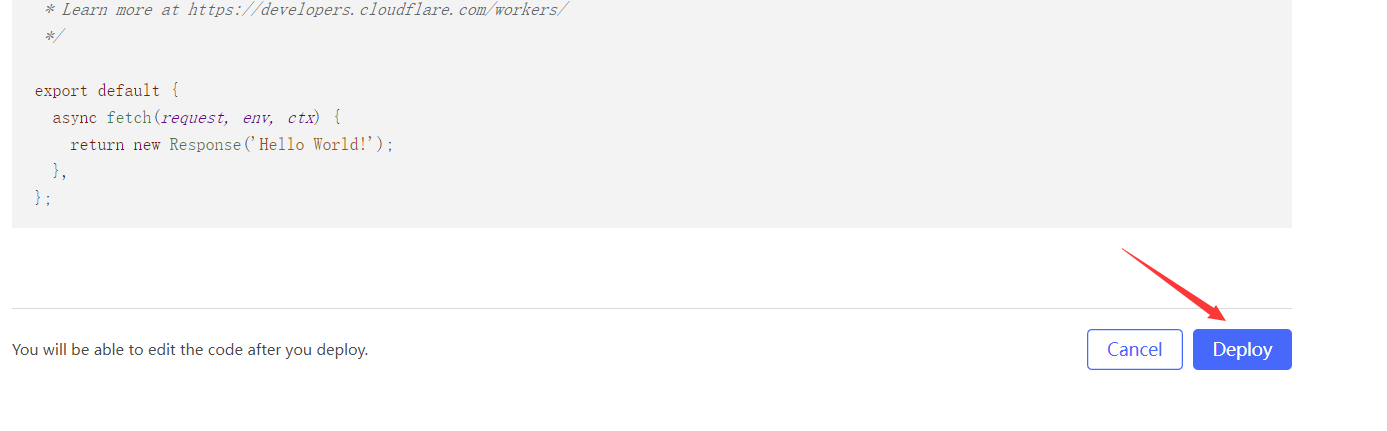 * Learn more at https://developers.cloudflare.com/workers/
*/
export default {
async fetch(request, env, ctx) {
return new Response('Hello World!');
},
};
You will be able to edit the code after you deploy.
Cancel
Deploy